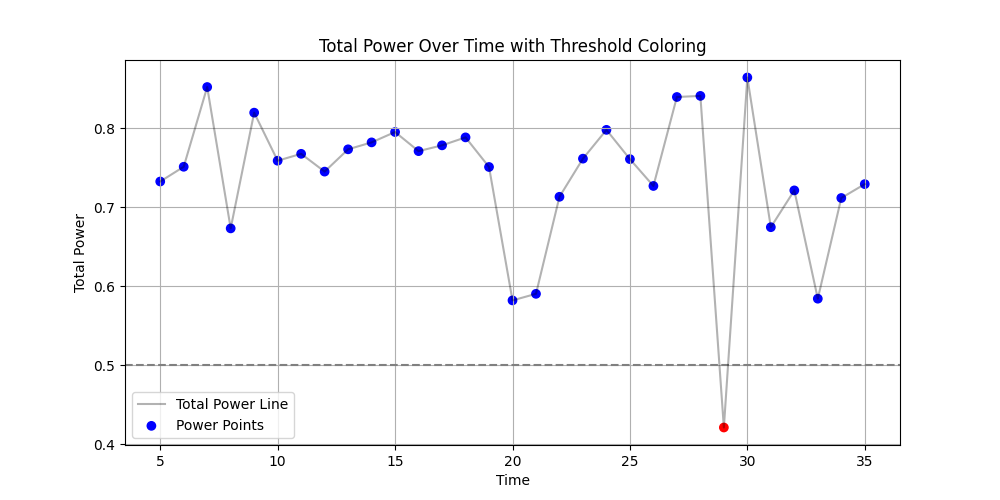 Total Power Over Time with Threshold Coloring
Total Power
0.8
0.7
0.6
0.5
0.4
Total Power Line
Power Points
5 10 15 20 25 30 35
Time